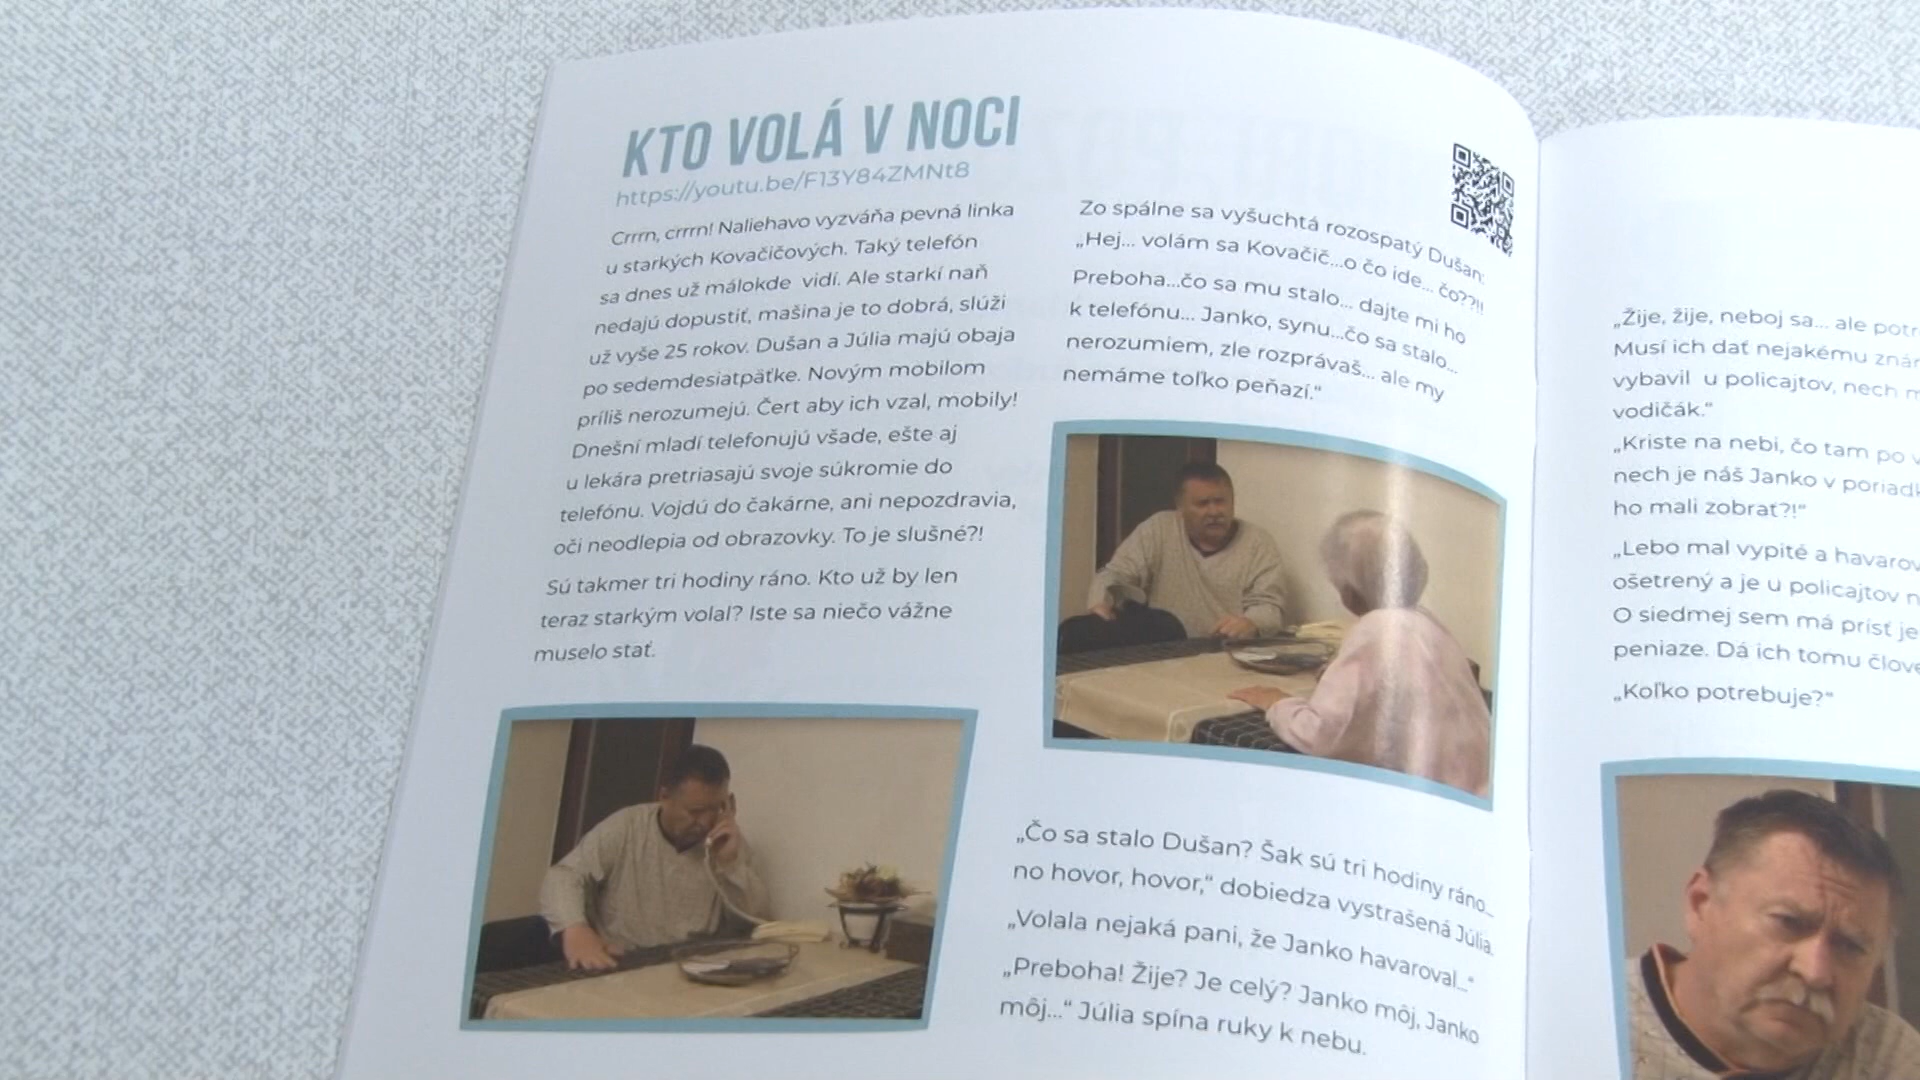 KTO VOLÁ V NOCI
https://youtu.be/F13Y84ZMNt8
Crrrn, crrrn! Naliehavo vyzváňa pevná linka
u starkých Kovačičových. Taký telefón
sa dnes už málokde vidí. Ale starkí naň
nedajú dopustiť, mašina je to dobrá, slúži
už vyše 25 rokov. Dušan a Júlia majú obaja
po sedemdesiatpäťke. Novým mobilom
príliš nerozumejú. Čert aby ich vzal, mobily!
Dnešní mladí telefonujú všade, ešte aj
u lekára pretriasajú svoje súkromie do
telefónu. Vojdú do čakárne, ani nepozdravia,
oči neodlepia od obrazovky. To je slušné?!
Sú takmer tri hodiny ráno. Kto už by len
teraz starkým volal? Iste sa niečo vážne
muselo stať.
Zo spálne sa vyšuchtá rozospatý Dušan:
„Hej... volám sa Kovačič...o čo ide... čo??!!
Preboha...čo sa mu stalo... dajte mi ho
k telefónu... Janko, synu...čo sa stalo...
nerozumiem, zle rozprávaš... ale my
nemáme toľko peňazí.“
„Čo sa stalo Dušan? Šak sú tri hodiny ráno...
no hovor, hovor,“ dobiedza vystrašená Júlia.
„Volala nejaká pani, že Janko havaroval...“
„Preboha! Žije? Je celý? Janko môj, Janko
môj...“ Júlia spína ruky k nebu.
„Žije, žije, neboj sa... ale
Musí ich dať nejakému
vybavil u policajtov, nech
vodičák.“
„Kriste na nebi, čo tam po
nech je náš Janko v
ho mali zobrať?!“
„Lebo mal vypité a
ošetrený a je u policajtov
O siedmej sem má prísť
peniaze. Dá ich tomu
„Koľko potrebuje?“